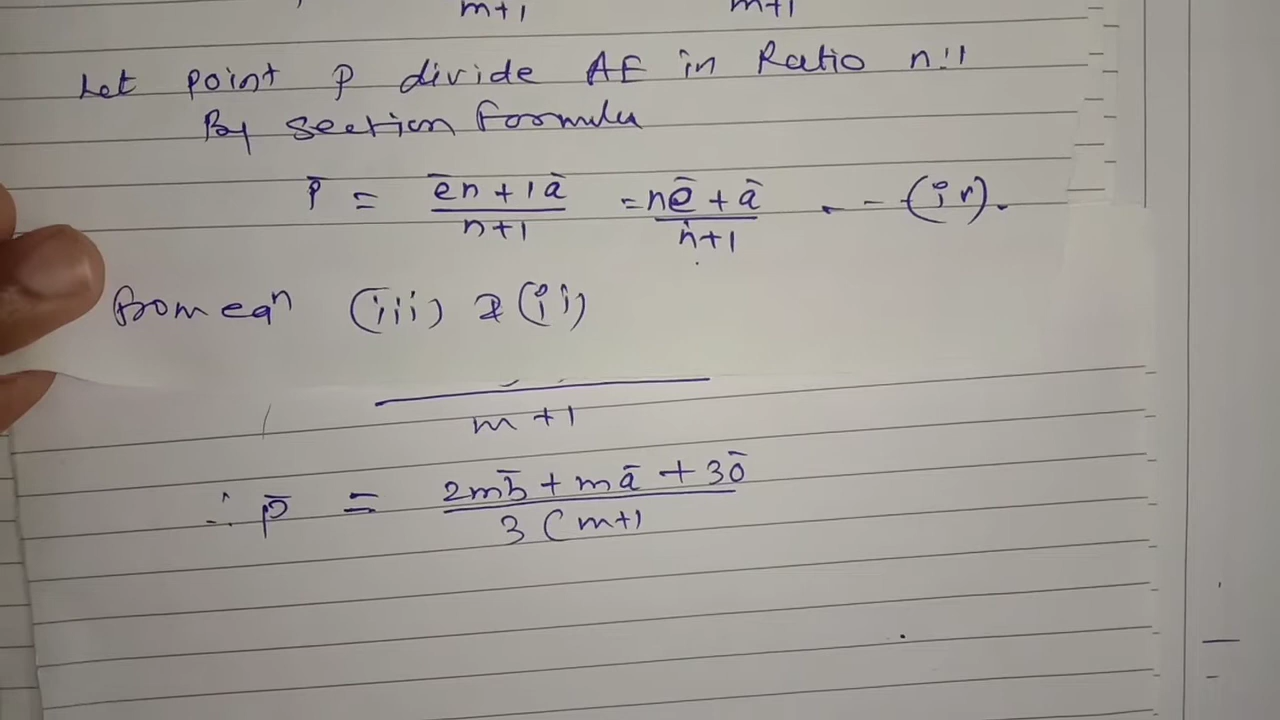 m+1 m+1
Let point P divide AE in Ratio n:1
By section Formula
P̄ = ēn + 1ā / n+1 = nē + ā / n+1 - - (iv).
From eqⁿ (iii) & (ii)
m + 1
∴ p̄ = 2mb̄ + mā + 3ō / 3 (m+1